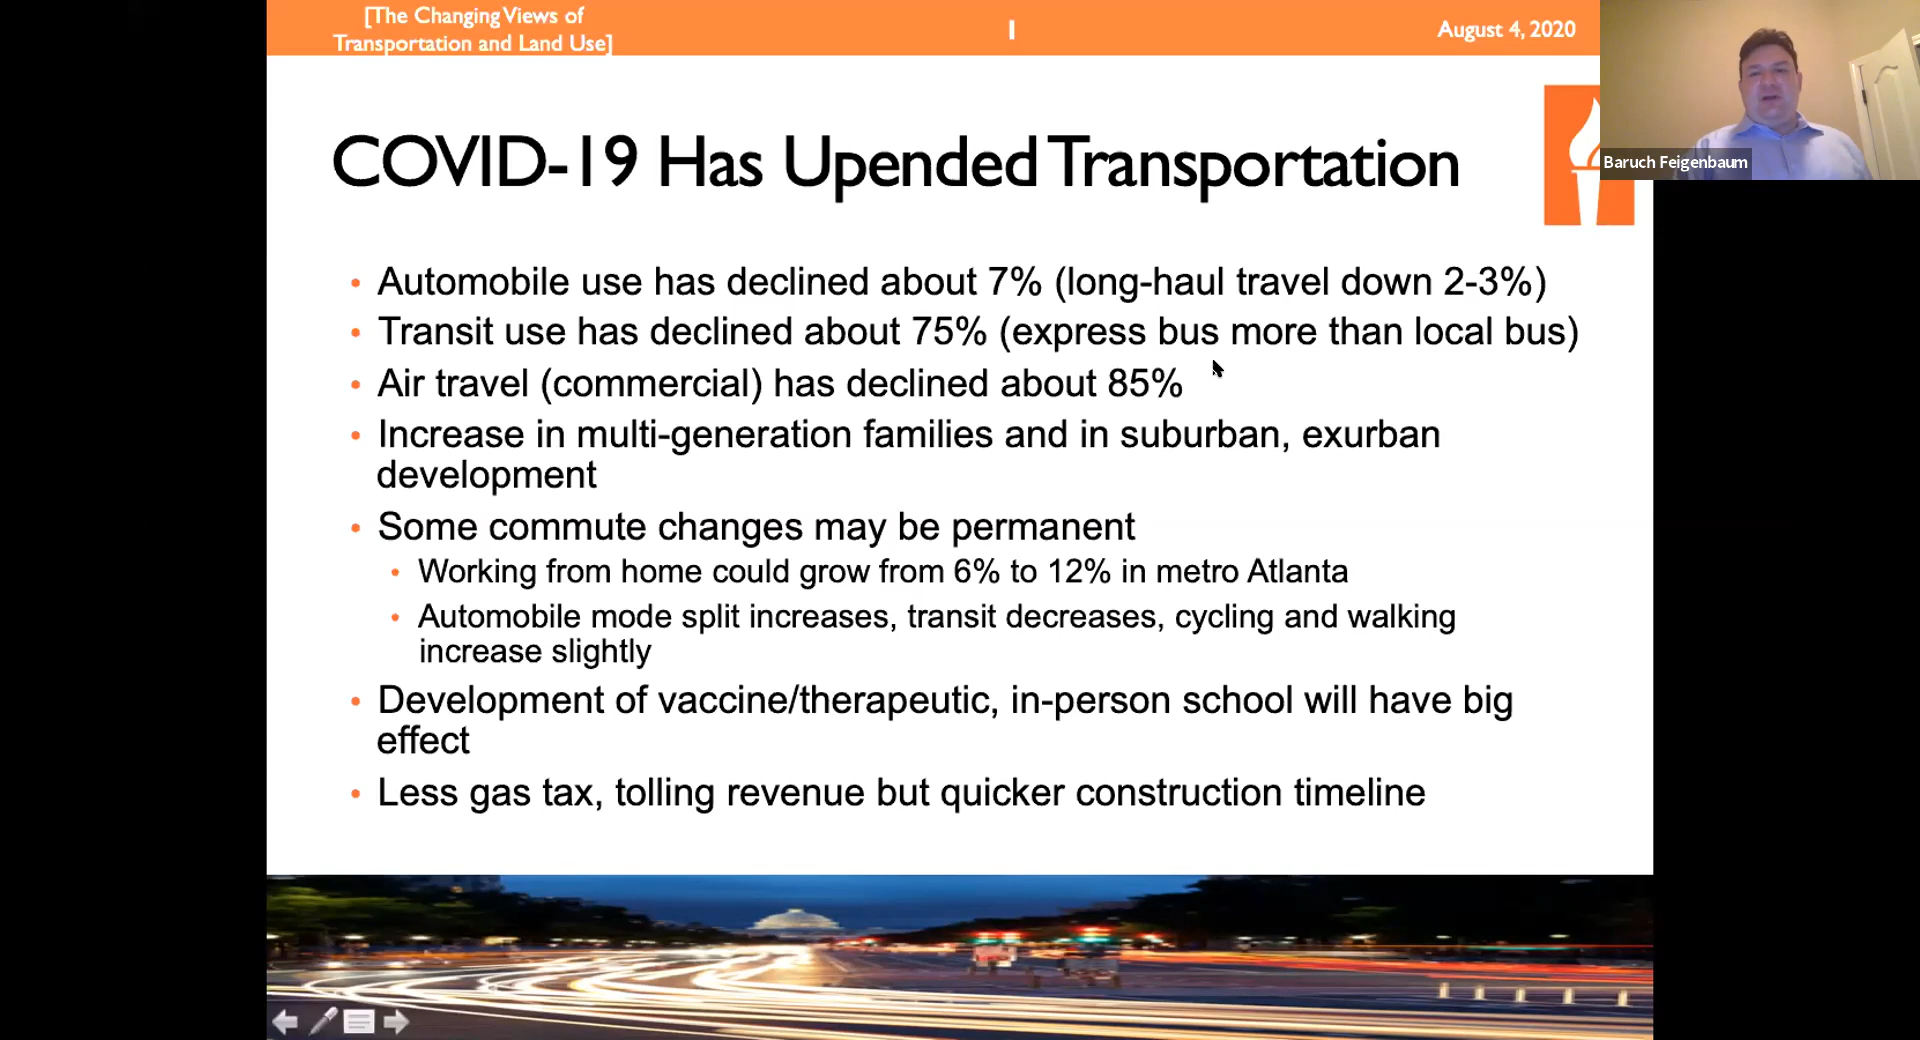 [The Changing Views of
Transportation and Land Use]
1
August 4, 2020
Baruch Feigenbaum
COVID-19 Has Upended Transportation
• Automobile use has declined about 7% (long-haul travel down 2-3%)
• Transit use has declined about 75% (express bus more than local bus)
• Air travel (commercial) has declined about 85%
• Increase in multi-generation families and in suburban, exurban
development
• Some commute changes may be permanent
• Working from home could grow from 6% to 12% in metro Atlanta
• Automobile mode split increases, transit decreases, cycling and walking
increase slightly
• Development of vaccine/therapeutic, in-person school will have big
effect
• Less gas tax, tolling revenue but quicker construction timeline